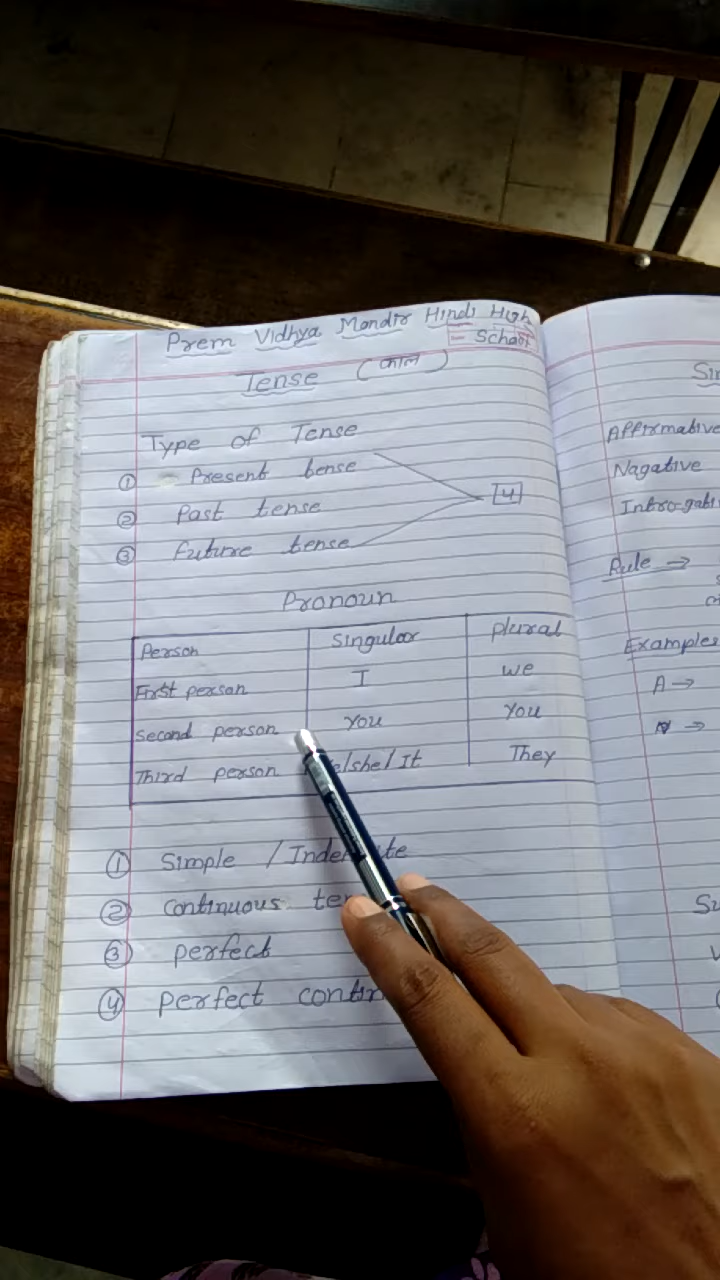 Prem Vidhya Mandir Hindi High
School
Tense (काल)
Type of Tense
① Present tense
② Past tense
③ Future tense
4
Pronoun
Person Singular plural
First person I we
Second person You You
Third person He/she/It They
① Simple /
② Continuous
③ perfect
④ perfect
Affirmative
Nagative
Rule →
Examples
A →
N →